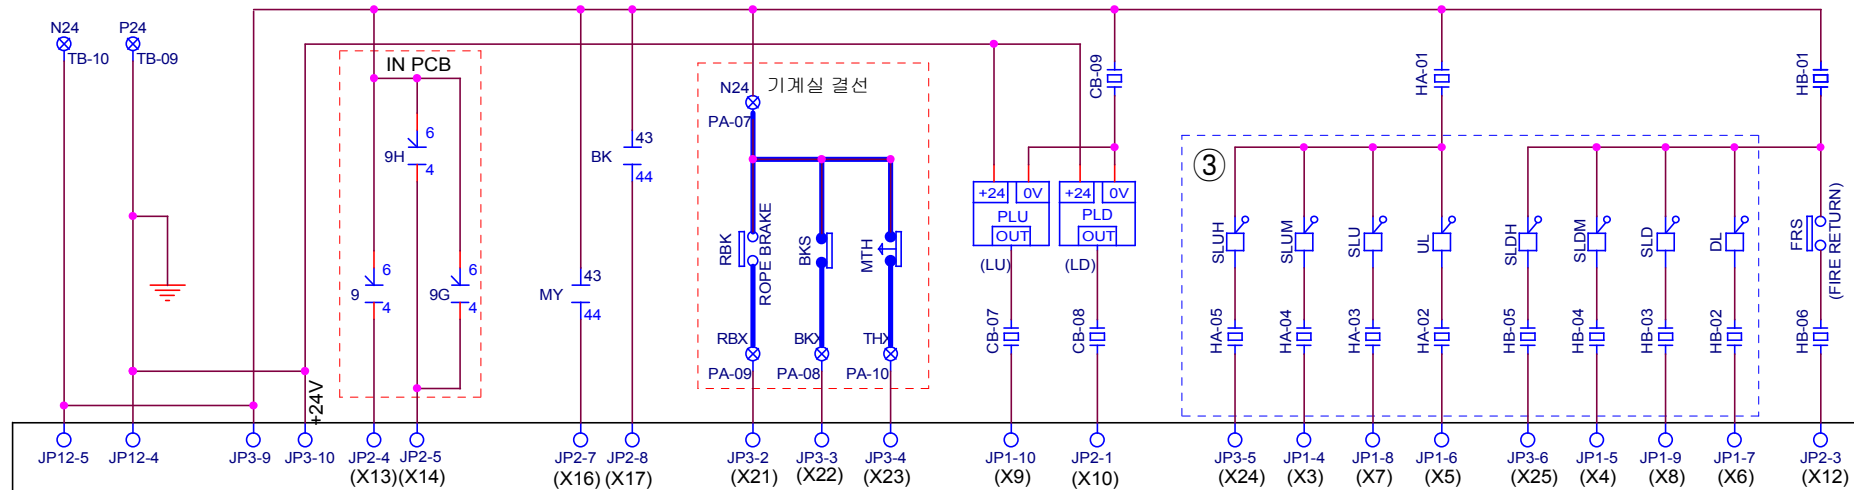 N24
TB-10
P24
TB-09
IN PCB
9H
6
4
9
6
4
9G
6
4
+24V
MY
43
44
BK
43
44
기계실 결선
N24
PA-07
RBK
ROPE BRAKE
BKS
MTH
RBX
BKX
THX
PA-09
PA-08
PA-10
+24
0V
PLU
OUT
(LU)
+24
0V
PLD
OUT
(LD)
CB-09
CB-07
CB-08
HA-01
HB-01
③
SLUH
SLUM
SLU
UL
SLDH
SLDM
SLD
DL
FRS
(FIRE RETURN)
HA-05
HA-04
HA-03
HA-02
HB-05
HB-04
HB-03
HB-02
HB-06
JP12-5
JP12-4
JP3-9
JP3-10
JP2-4
(X13)
JP2-5
(X14)
JP2-7
(X16)
JP2-8
(X17)
JP3-2
(X21)
JP3-3
(X22)
JP3-4
(X23)
JP1-10
(X9)
JP2-1
(X10)
JP3-5
(X24)
JP1-4
(X3)
JP1-8
(X7)
JP1-6
(X5)
JP3-6
(X25)
JP1-5
(X4)
JP1-9
(X8)
JP1-7
(X6)
JP2-3
(X12)